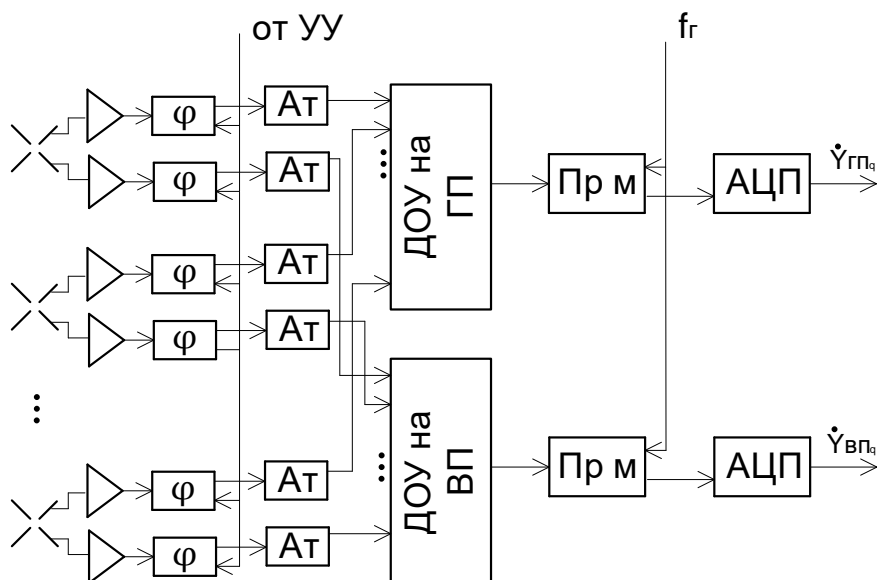 от УУ
fг
φ
Ат
φ
Ат
ДОУ на ГП
Пр м
АЦП
ẎГПq
φ
Ат
φ
Ат
...
ДОУ на ВП
Пр м
АЦП
ẎВПq
...
...
φ
Ат
φ
Ат